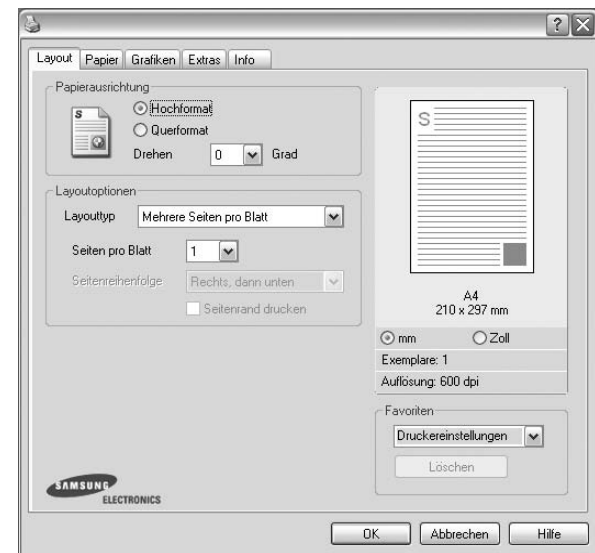 Layout Papier Grafiken Extras Info
Papierausrichtung
S
Hochformat
Querformat
Drehen 0 Grad
Layoutoptionen
Layouttyp Mehrere Seiten pro Blatt
Seiten pro Blatt 1
Seitenreihenfolge Rechts, dann unten
Seitenrand drucken
SAMSUNG
ELECTRONICS
S
A4
210 x 297 mm
mm Zoll
Exemplare: 1
Auflösung: 600 dpi
Favoriten
Druckereinstellungen
Löschen
OK Abbrechen Hilfe